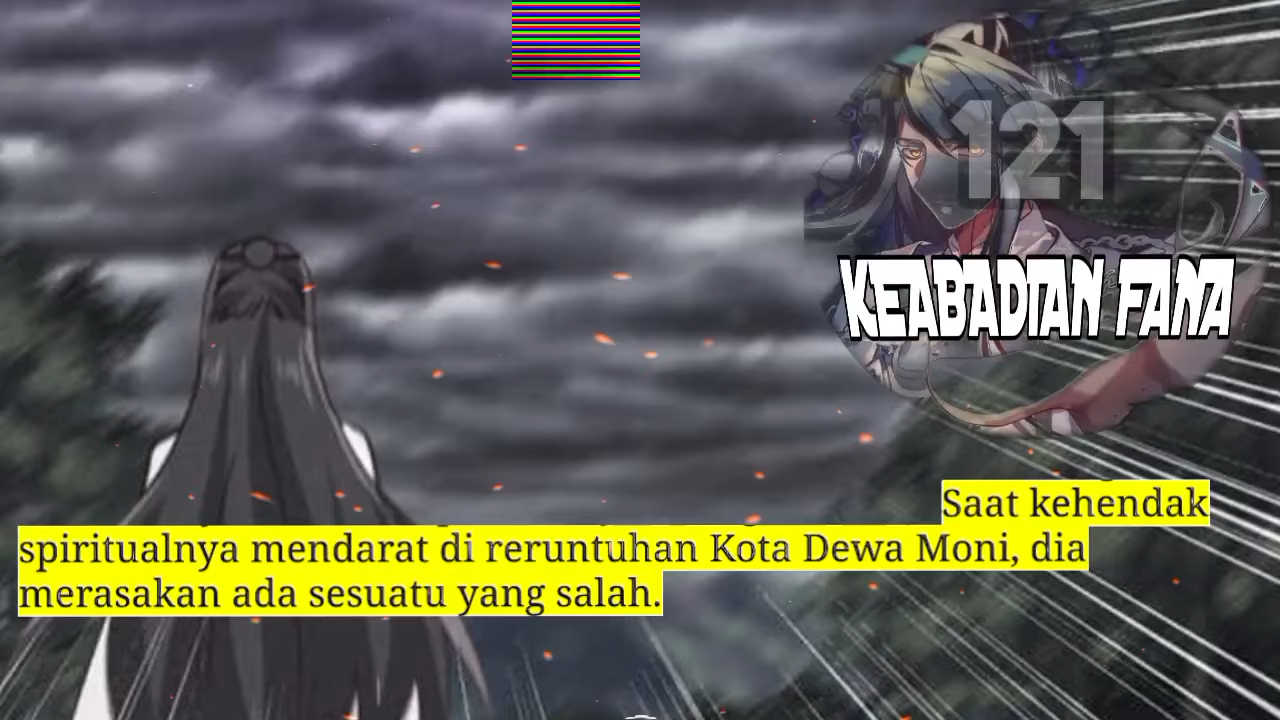 121
KEABADIAN FANA
Saat kehendak
spiritualnya mendarat di reruntuhan Kota Dewa Moni, dia
merasakan ada sesuatu yang salah.